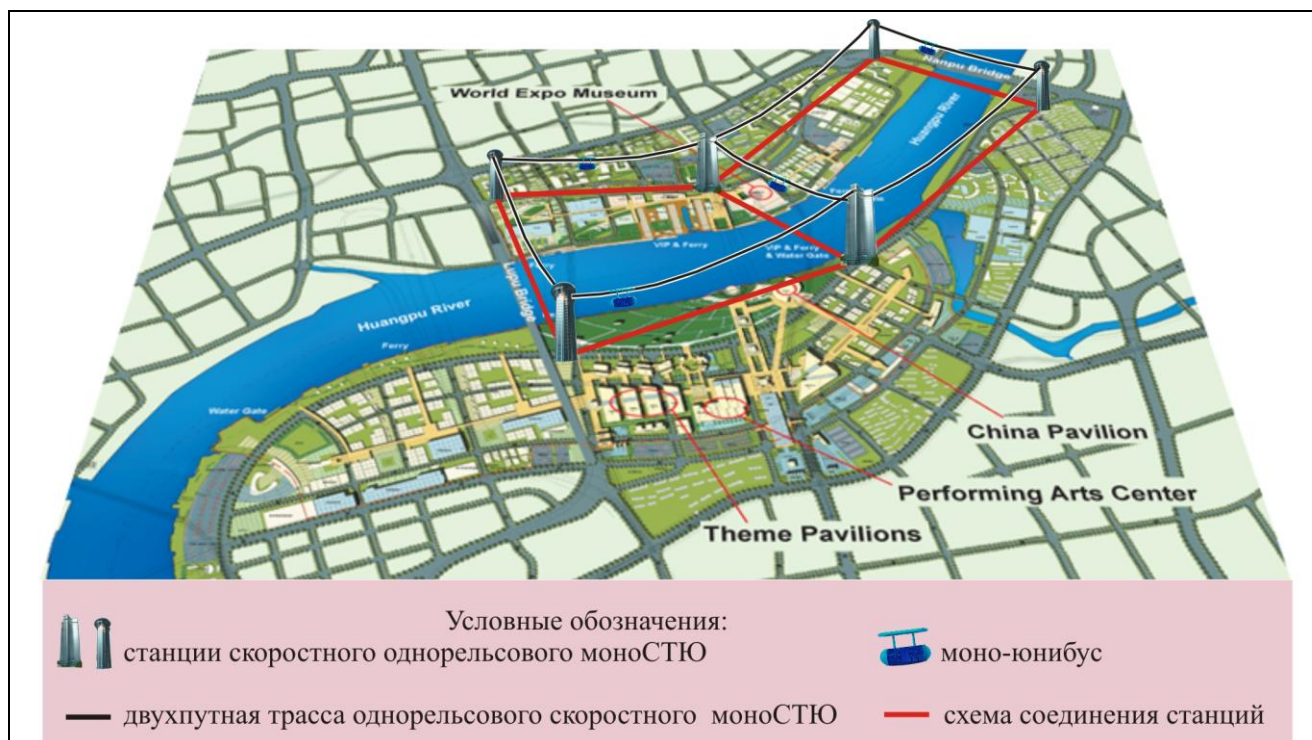 Nanpu Bridge
World Expo Museum
Huangpu River
VIP & Ferry
VIP & Ferry
& Water Gate
Lupu Bridge
Huangpu River
Ferry
Water Gate
China Pavilion
Performing Arts Center
Theme Pavilions
Условные обозначения:
станции скоростного однорельсового моноСТЮ
моно-юнибус
двухпутная трасса однорельсового скоростного моноСТЮ
схема соединения станций